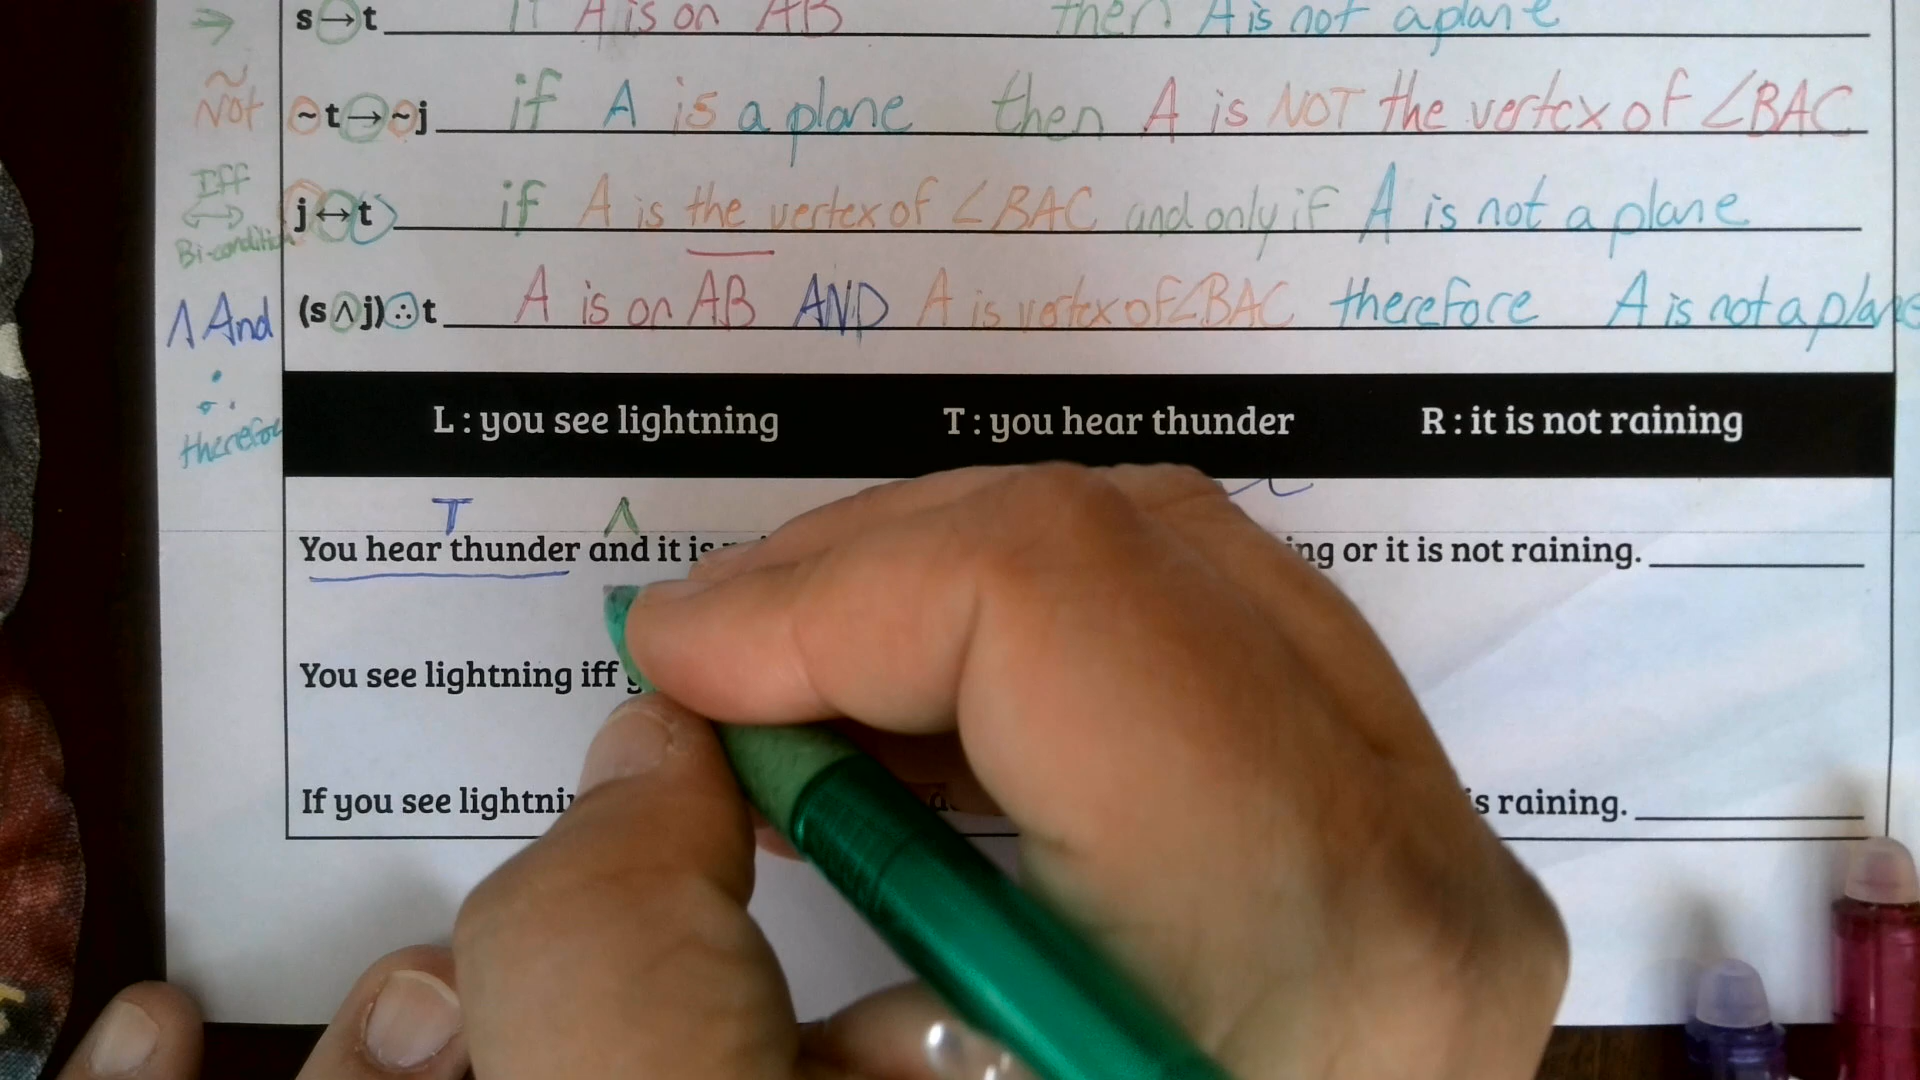 ⇒ s→t if A is on AB then A is not a plane
~
Not ~t→~j if A is a plane then A is NOT the vertex of ∠BAC
Iff
↔ j↔t if A is the vertex of ∠BAC and only if A is not a plane
Bi-condition
∧ And (s∧j)∴t A is on AB AND A is vertex of ∠BAC therefore A is not a plane
∴
therefore
L : you see lightning T : you hear thunder R : it is not raining
T ∧
You hear thunder and it is ing or it is not raining.
You see lightning iff
If you see is raining.